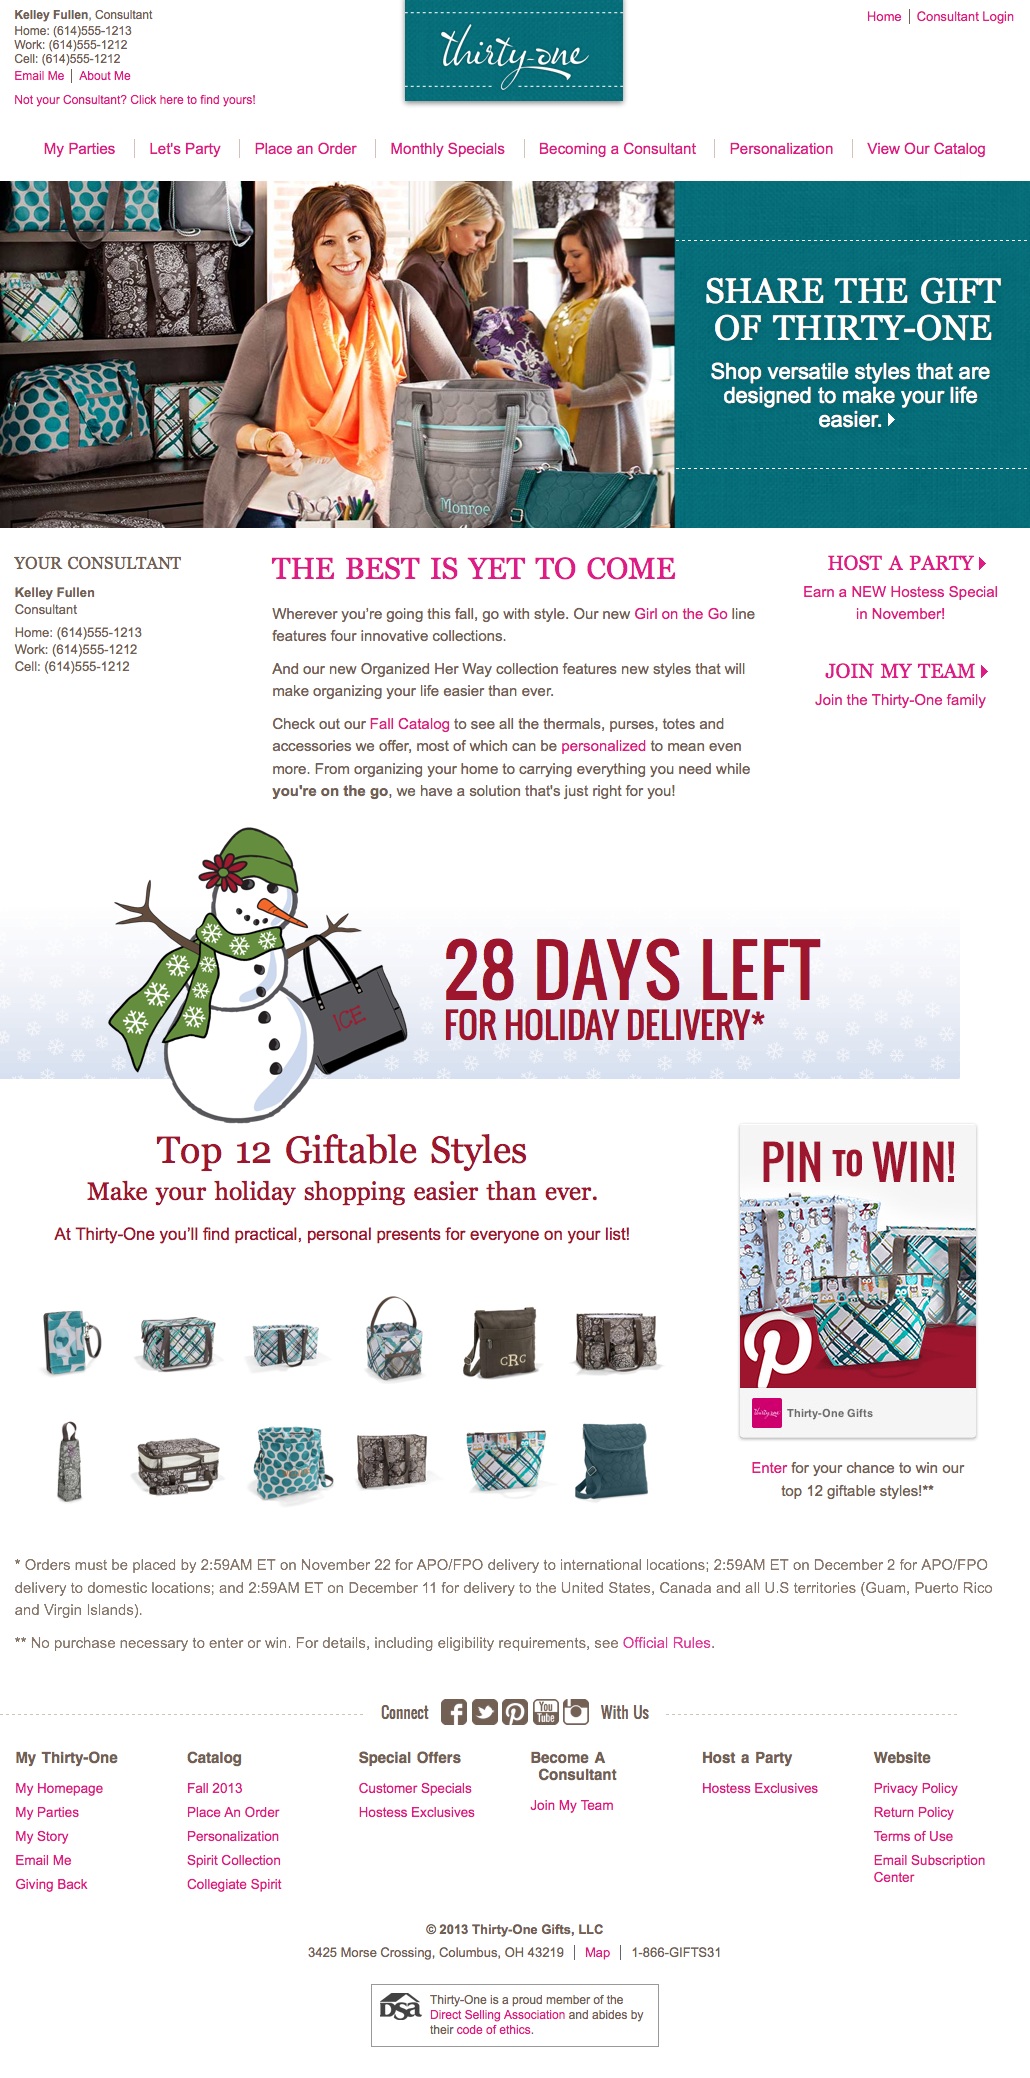 Kelley Fullen, Consultant
Home: (614)555-1213
Work: (614)555-1212
Cell: (614)555-1212
Email Me | About Me
Not your Consultant? Click here to find yours!
thirty-one
Home | Consultant Login
My Parties | Let's Party | Place an Order | Monthly Specials | Becoming a Consultant | Personalization | View Our Catalog
Monroe
SHARE THE GIFT
OF THIRTY-ONE
Shop versatile styles that are
designed to make your life
easier.
YOUR CONSULTANT
Kelley Fullen
Consultant
Home: (614)555-1213
Work: (614)555-1212
Cell: (614)555-1212
THE BEST IS YET TO COME
Wherever you're going this fall, go with style. Our new Girl on the Go line
features four innovative collections.
And our new Organized Her Way collection features new styles that will
make organizing your life easier than ever.
Check out our Fall Catalog to see all the thermals, purses, totes and
accessories we offer, most of which can be personalized to mean even
more. From organizing your home to carrying everything you need while
you're on the go, we have a solution that's just right for you!
HOST A PARTY
Earn a NEW Hostess Special
in November!
JOIN MY TEAM
Join the Thirty-One family
ICE
28 DAYS LEFT
FOR HOLIDAY DELIVERY*
Top 12 Giftable Styles
Make your holiday shopping easier than ever.
At Thirty-One you'll find practical, personal presents for everyone on your list!
CRC
PIN TO WIN!
thirty-one
Thirty-One Gifts
Enter for your chance to win our
top 12 giftable styles!**
* Orders must be placed by 2:59AM ET on November 22 for APO/FPO delivery to international locations; 2:59AM ET on December 2 for APO/FPO
delivery to domestic locations; and 2:59AM ET on December 11 for delivery to the United States, Canada and all U.S territories (Guam, Puerto Rico
and Virgin Islands).
** No purchase necessary to enter or win. For details, including eligibility requirements, see Official Rules.
Connect
You
Tube
With Us
My Thirty-One
My Homepage
My Parties
My Story
Email Me
Giving Back
Catalog
Fall 2013
Place An Order
Personalization
Spirit Collection
Collegiate Spirit
Special Offers
Customer Specials
Hostess Exclusives
Become A
Consultant
Join My Team
Host a Party
Hostess Exclusives
Website
Privacy Policy
Return Policy
Terms of Use
Email Subscription
Center
© 2013 Thirty-One Gifts, LLC
3425 Morse Crossing, Columbus, OH 43219 | Map | 1-866-GIFTS31
DSA
Thirty-One is a proud member of the
Direct Selling Association and abides by
their code of ethics.